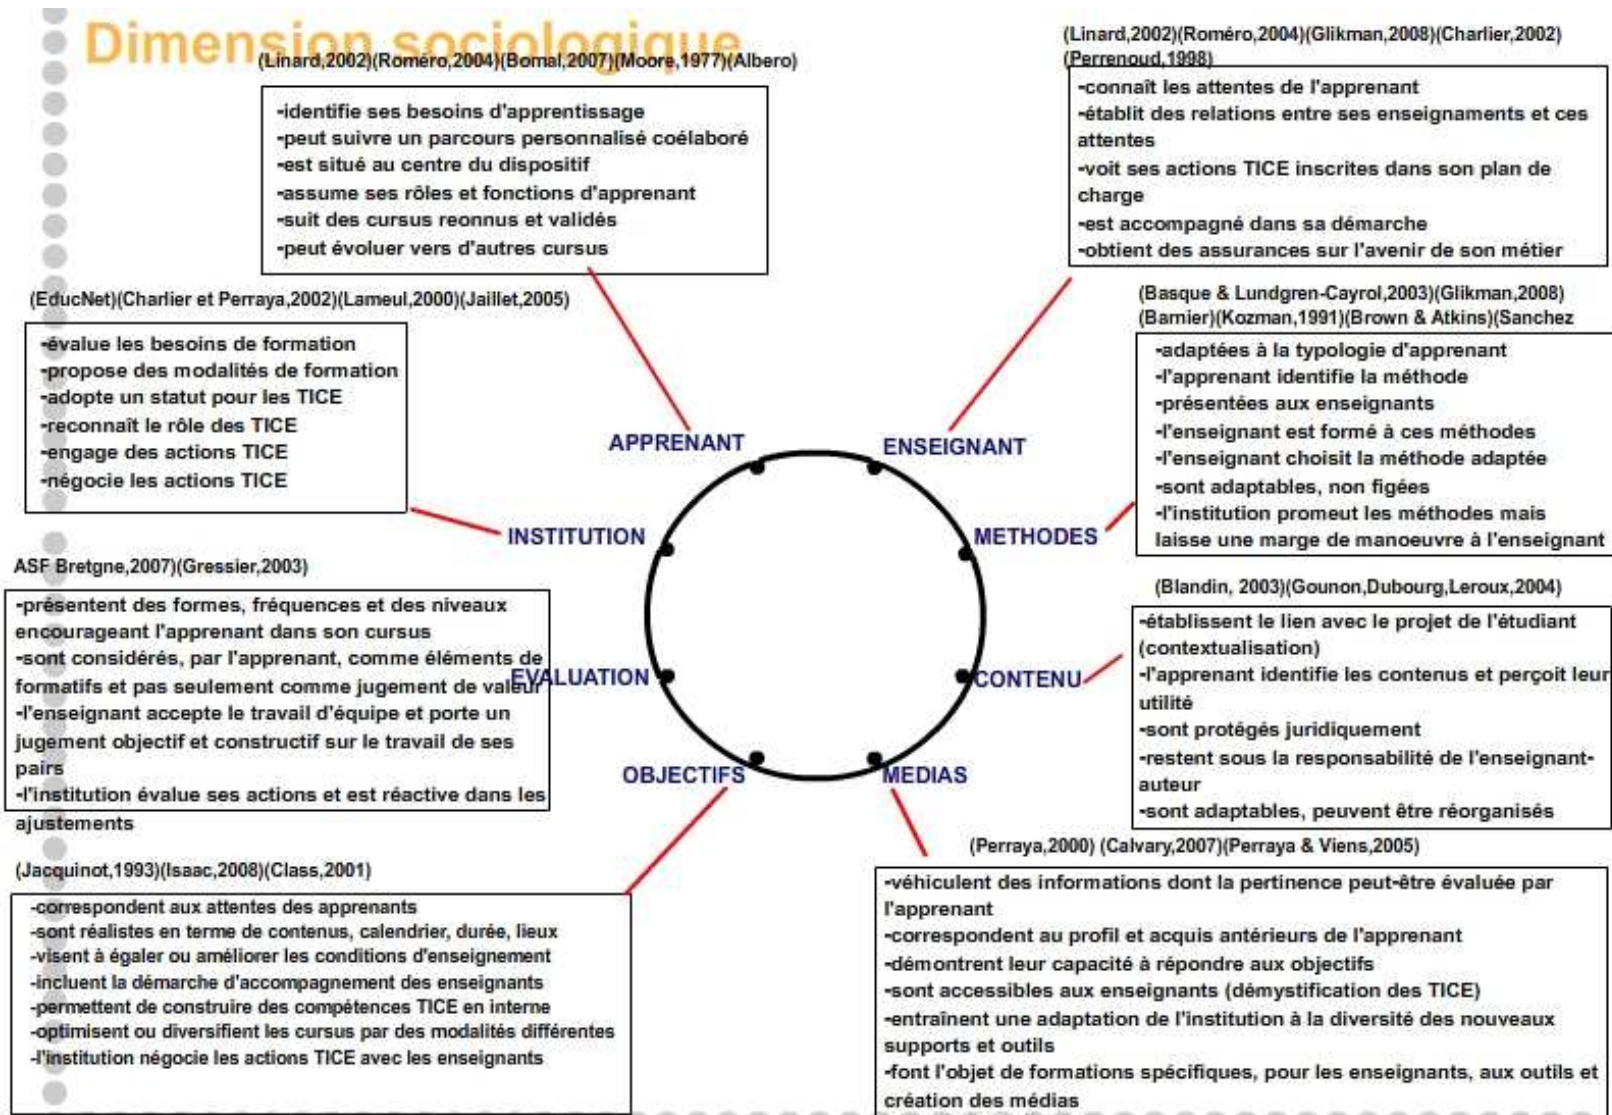 Dimension sociologique
(Linard,2002)(Roméro,2004)(Bornal,2007)(Moore,1977)(Albero)
-identifie ses besoins d'apprentissage
-peut suivre un parcours personnalisé coélaboré
-est situé au centre du dispositif
-assume ses rôles et fonctions d'apprenant
-suit des cursus reconnus et validés
-peut évoluer vers d'autres cursus
(Linard,2002)(Roméro,2004)(Glikman,2008)(Charlier,2002)
(Perrenoud,1998)
-connaît les attentes de l'apprenant
-établit des relations entre ses enseignaments et ces
attentes
-voit ses actions TICE inscrites dans son plan de
charge
-est accompagné dans sa démarche
-obtient des assurances sur l'avenir de son métier
(EducNet)(Charlier et Perraya,2002)(Lameul,2000)(Jaillet,2005)
-évalue les besoins de formation
-propose des modalités de formation
-adopte un statut pour les TICE
-reconnaît le rôle des TICE
-engage des actions TICE
-négocie les actions TICE
(Basque & Lundgren-Cayrol,2003)(Glikman,2008)
(Barnier)(Kozman,1991)(Brown & Atkins)(Sanchez
-adaptées à la typologie d'apprenant
-l'apprenant identifie la méthode
-présentées aux enseignants
-l'enseignant est formé à ces méthodes
-l'enseignant choisit la méthode adaptée
-sont adaptables, non figées
-l'institution promeut les méthodes mais
laisse une marge de manoeuvre à l'enseignant
APPRENANT
ENSEIGNANT
INSTITUTION
METHODES
EVALUATION
CONTENU
OBJECTIFS
MEDIAS
ASF Bretgne,2007)(Gressier,2003)
-présentent des formes, fréquences et des niveaux
encourageant l'apprenant dans son cursus
-sont considérés, par l'apprenant, comme éléments de
formatifs et pas seulement comme jugement de valeur
-l'enseignant accepte le travail d'équipe et porte un
jugement objectif et constructif sur le travail de ses
pairs
-l'institution évalue ses actions et est réactive dans les
ajustements
(Blandin, 2003)(Gounon,Dubourg,Leroux,2004)
-établissent le lien avec le projet de l'étudiant
(contextualisation)
-l'apprenant identifie les contenus et perçoit leur
utilité
-sont protégés juridiquement
-restent sous la responsabilité de l'enseignant-
auteur
-sont adaptables, peuvent être réorganisés
(Jacquinot,1993)(Isaac,2008)(Class,2001)
-correspondent aux attentes des apprenants
-sont réalistes en terme de contenus, calendrier, durée, lieux
-visent à égaler ou améliorer les conditions d'enseignement
-incluent la démarche d'accompagnement des enseignants
-permettent de construire des compétences TICE en interne
-optimisent ou diversifient les cursus par des modalités différentes
-l'institution négocie les actions TICE avec les enseignants
(Perraya,2000) (Calvary,2007)(Perraya & Viens,2005)
-véhiculent des informations dont la pertinence peut-être évaluée par
l'apprenant
-correspondent au profil et acquis antérieurs de l'apprenant
-démontrent leur capacité à répondre aux objectifs
-sont accessibles aux enseignants (démystification des TICE)
-entraînent une adaptation de l'institution à la diversité des nouveaux
supports et outils
-font l'objet de formations spécifiques, pour les enseignants, aux outils et
création des médias